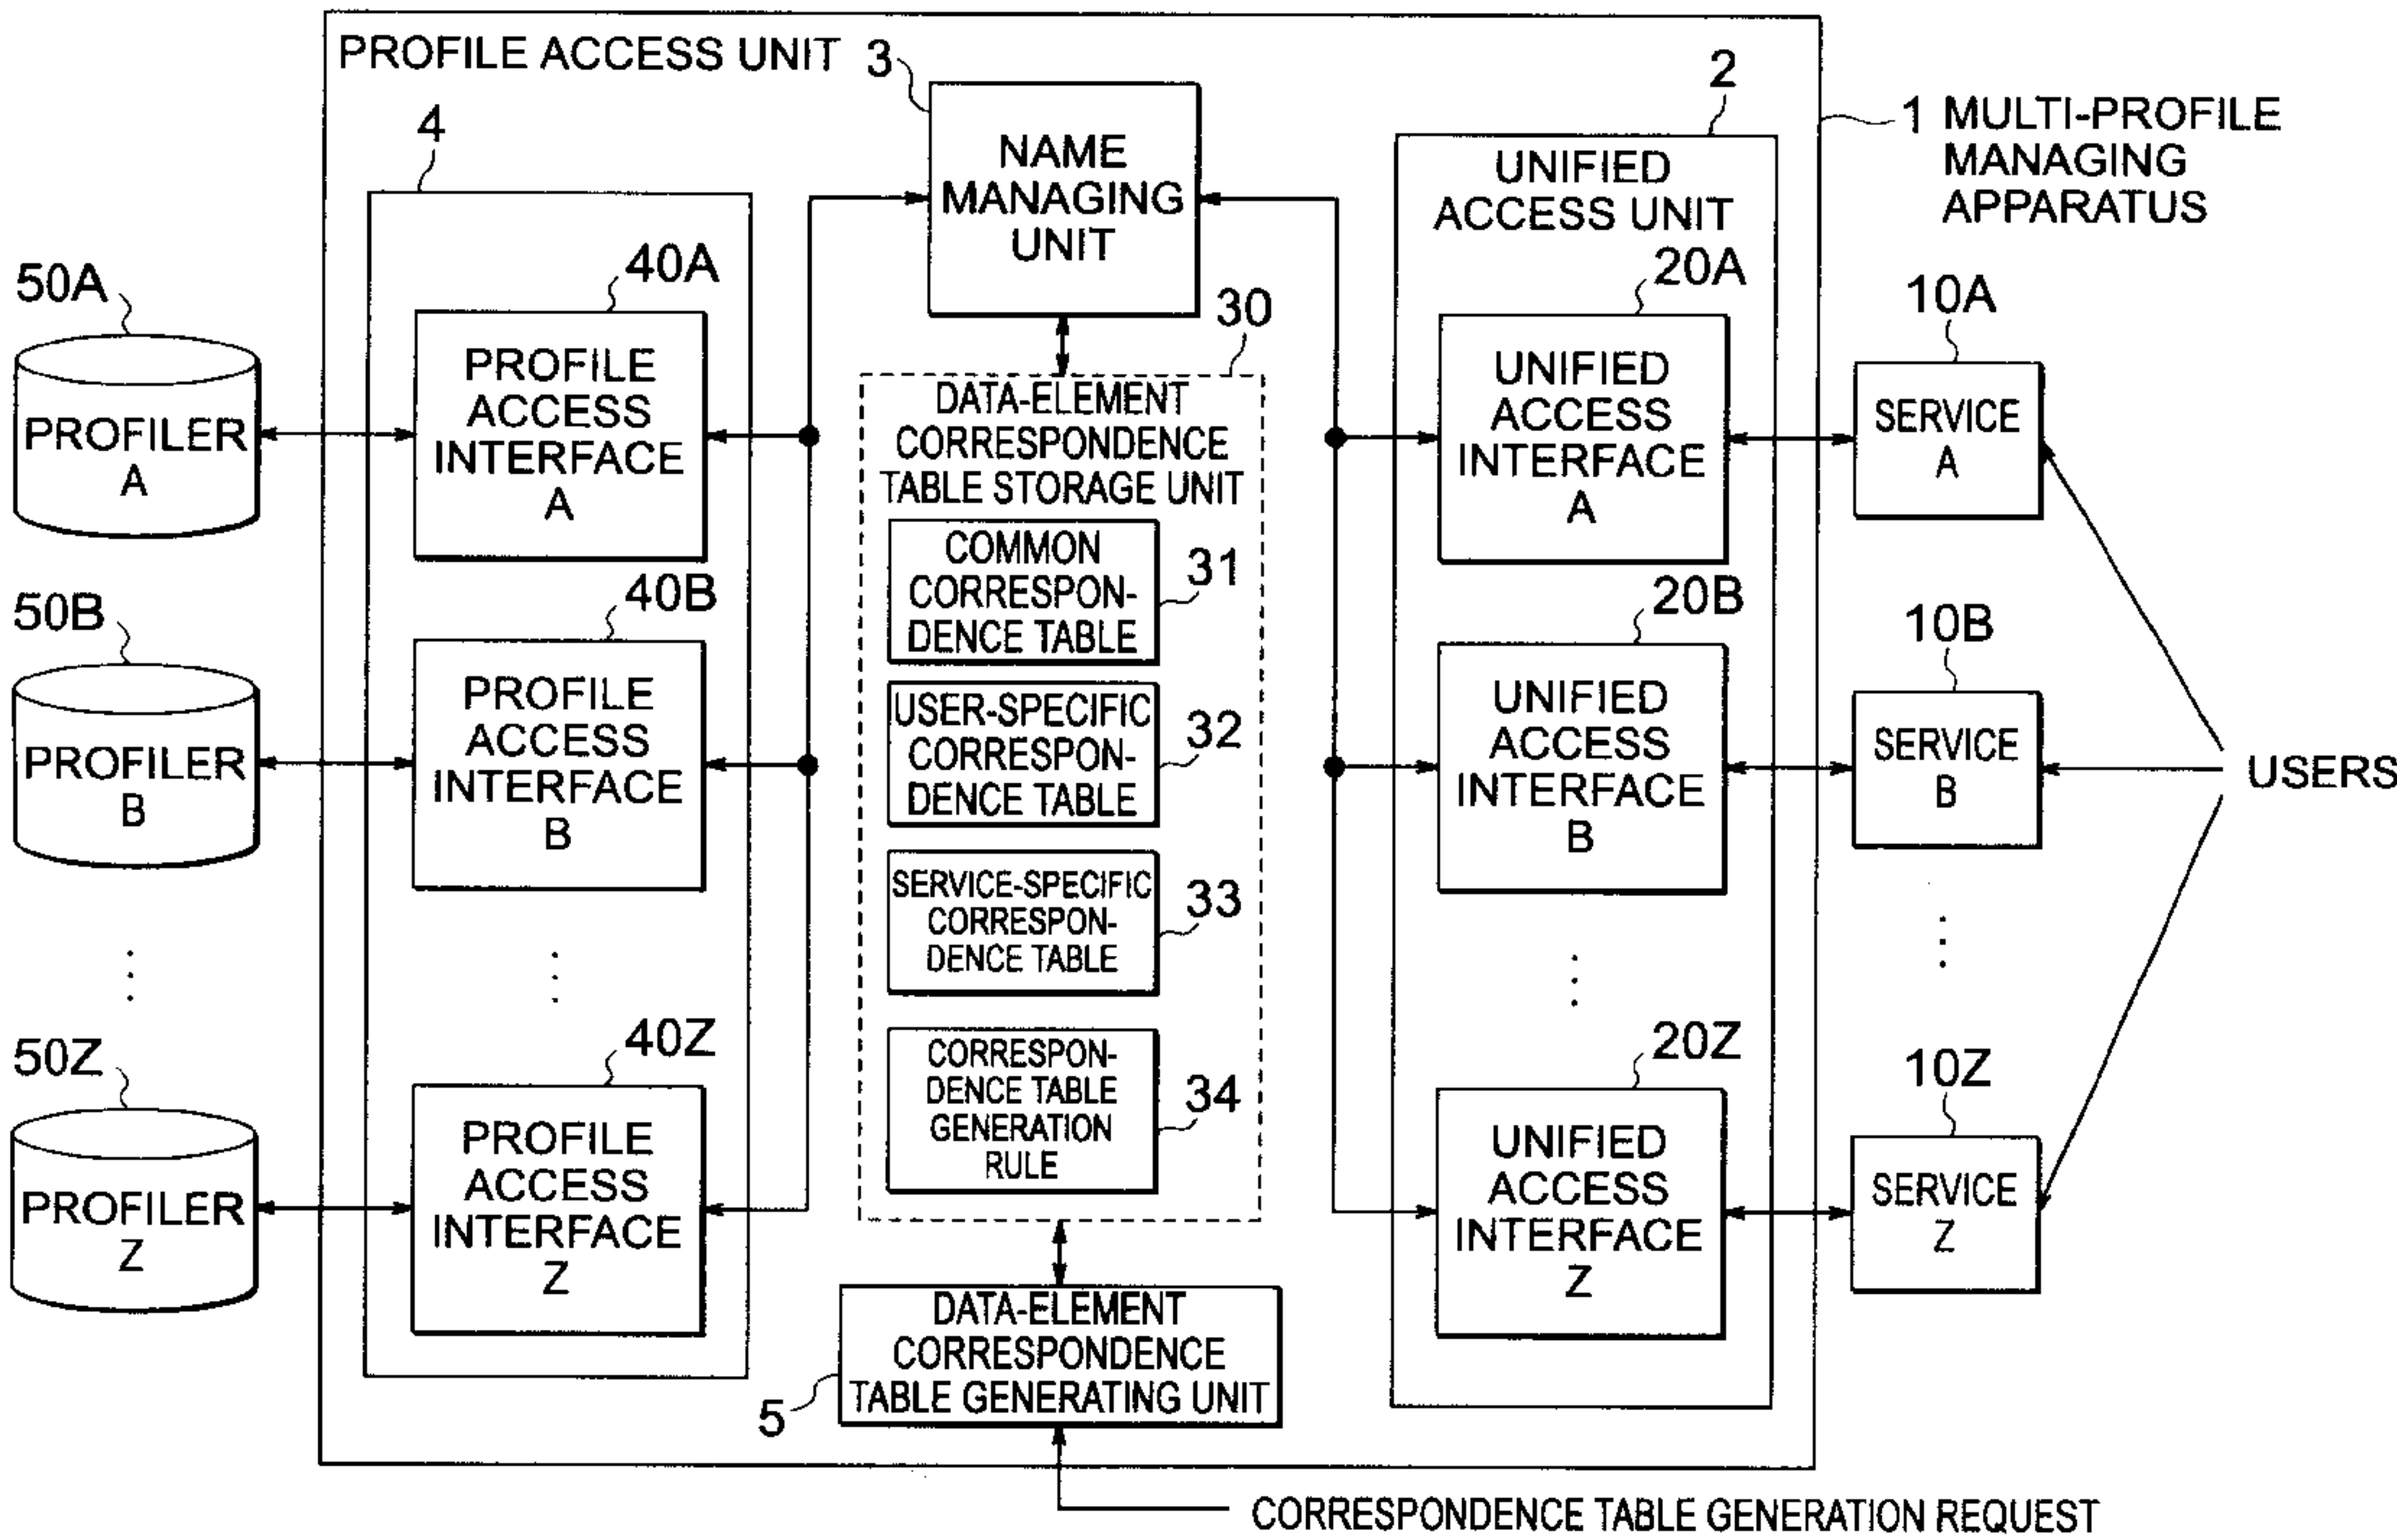 PROFILE ACCESS UNIT
4
50A
PROFILER
A
50B
PROFILER
B
50Z
PROFILER
Z
40A
PROFILE
ACCESS
INTERFACE
A
40B
PROFILE
ACCESS
INTERFACE
B
40Z
PROFILE
ACCESS
INTERFACE
Z
3
NAME
MANAGING
UNIT
30
DATA-ELEMENT
CORRESPONDENCE
TABLE STORAGE UNIT
COMMON
CORRESPON-
DENCE TABLE
31
USER-SPECIFIC
CORRESPON-
DENCE TABLE
32
SERVICE-SPECIFIC
CORRESPON-
DENCE TABLE
33
CORRESPON-
DENCE TABLE
GENERATION
RULE
34
DATA-ELEMENT
CORRESPONDENCE
TABLE GENERATING UNIT
5
2
UNIFIED
ACCESS UNIT
20A
UNIFIED
ACCESS
INTERFACE
A
20B
UNIFIED
ACCESS
INTERFACE
B
20Z
UNIFIED
ACCESS
INTERFACE
Z
1 MULTI-PROFILE
MANAGING
APPARATUS
10A
SERVICE
A
10B
SERVICE
B
10Z
SERVICE
Z
USERS
CORRESPONDENCE TABLE GENERATION REQUEST